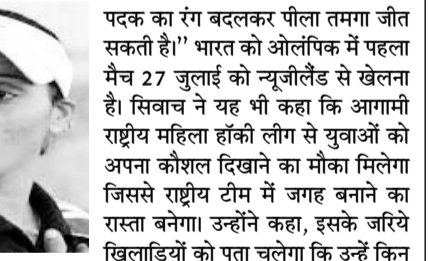 पदक का रंग बदलकर पीला तमगा जीत
सकती है।” भारत को ओलंपिक में पहला
मैच 27 जुलाई को न्यूजीलैंड से खेलना
है। सिवाच ने यह भी कहा कि आगामी
राष्ट्रीय महिला हॉकी लीग से युवाओं को
अपना कौशल दिखाने का मौका मिलेगा
जिससे राष्ट्रीय टीम में जगह बनाने का
रास्ता बनेगा। उन्होंने कहा, इसके जरिये
खिलाड़ियों को पता चलेगा कि उन्हें किन